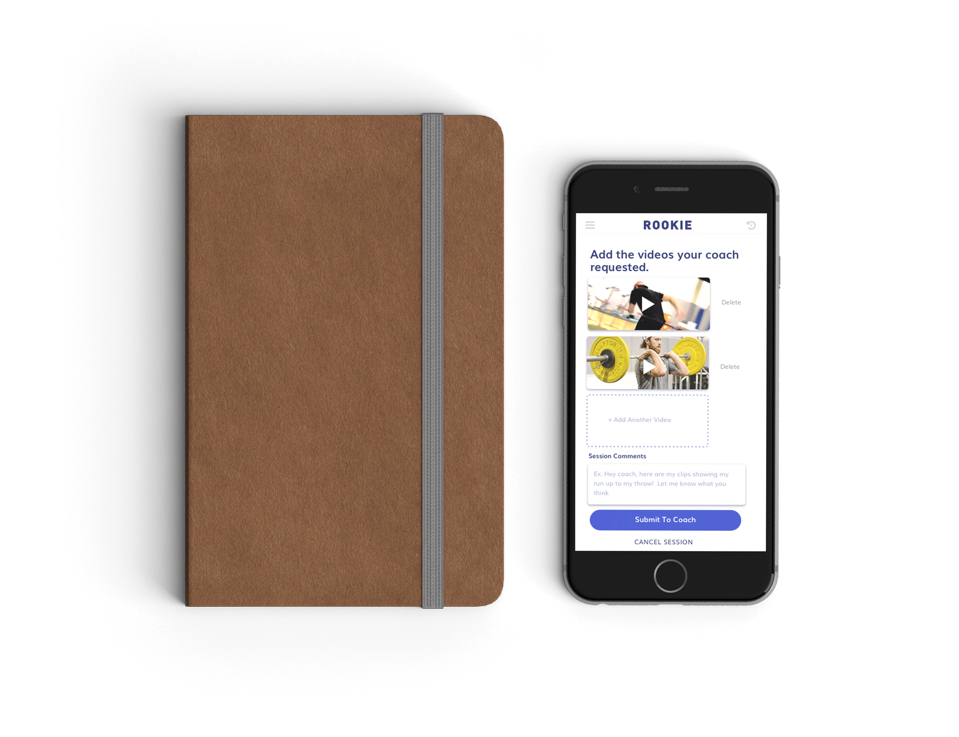 ROOKIE
Add the videos your coach
requested.
Delete
Delete
+ Add Another Video
Session Comments
Ex. Hey coach, here are my clips showing my
run up to my throw! Let me know what you
think
Submit To Coach
CANCEL SESSION